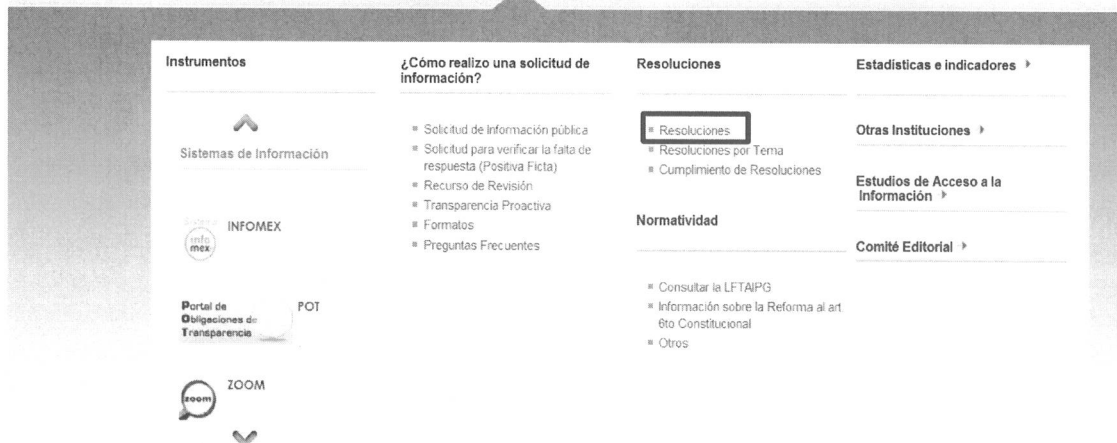 Instrumentos
Sistemas de Información
INFOMEX
info
mex
Portal de
Obligaciones de
Transparencia
POT
zoom
ZOOM
¿Cómo realizo una solicitud de
información?
Solicitud de Información pública
Solicitud para verificar la falta de
respuesta (Positiva Ficta)
Recurso de Revisión
Transparencia Proactiva
Formatos
Preguntas Frecuentes
Resoluciones
Resoluciones
Resoluciones por Tema
Cumplimiento de Resoluciones
Normatividad
Consultar la LFTAIPG
Información sobre la Reforma al art.
6to Constitucional
Otros
Estadísticas e indicadores
Otras Instituciones
Estudios de Acceso a la
Información
Comité Editorial